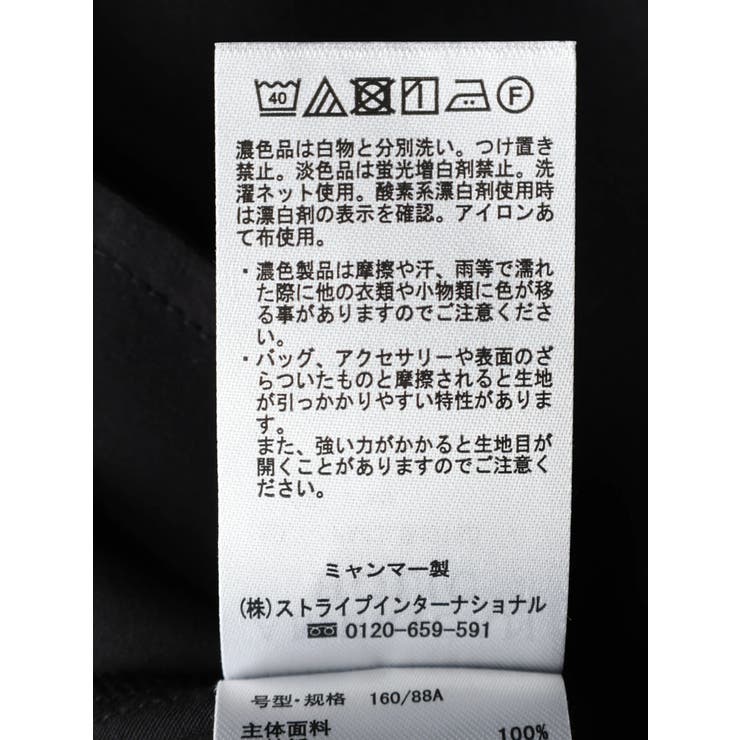 40 F
濃色品は白物と分別洗い。つけ置き
禁止。淡色品は蛍光増白剤禁止。洗
濯ネット使用。酸素系漂白剤使用時
は漂白剤の表示を確認。アイロンあ
て布使用。
・濃色製品は摩擦や汗、雨等で濡れ
た際に他の衣類や小物類に色が移
る事がありますのでご注意くださ
い。
・バッグ、アクセサリーや表面のざ
らついたものと摩擦されると生地
が引っかかりやすい特性がありま
す。
また、強い力がかかると生地目が
開くことがありますのでご注意く
ださい。
ミャンマー製
(株)ストライプインターナショナル
0120-659-591
号型・规格 160/88A
主体面料 100%